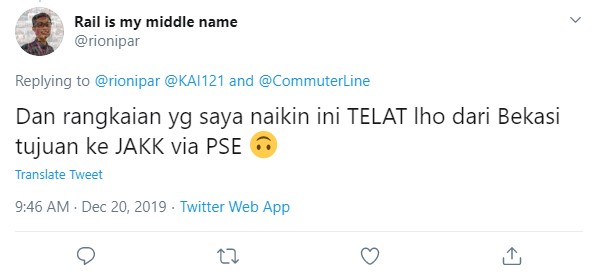 Rail is my middle name
@rionipar
Replying to @rionipar @KAI121 and @CommuterLine
Dan rangkaian yg saya naikin ini TELAT lho dari Bekasi
tujuan ke JAKK via PSE 🙃
Translate Tweet
9:46 AM · Dec 20, 2019 · Twitter Web App